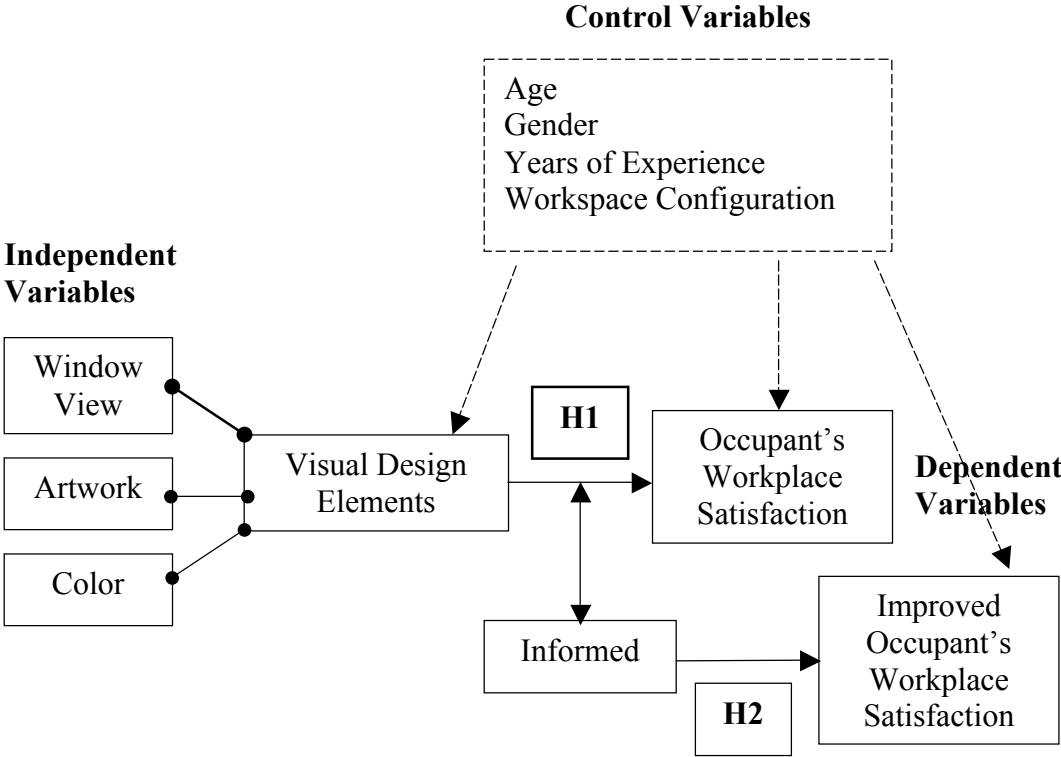 Control Variables
Age
Gender
Years of Experience
Workspace Configuration
Independent
Variables
Window
View
Artwork
Color
Visual Design
Elements
H1
Occupant’s
Workplace
Satisfaction
Dependent
Variables
Informed
H2
Improved
Occupant’s
Workplace
Satisfaction